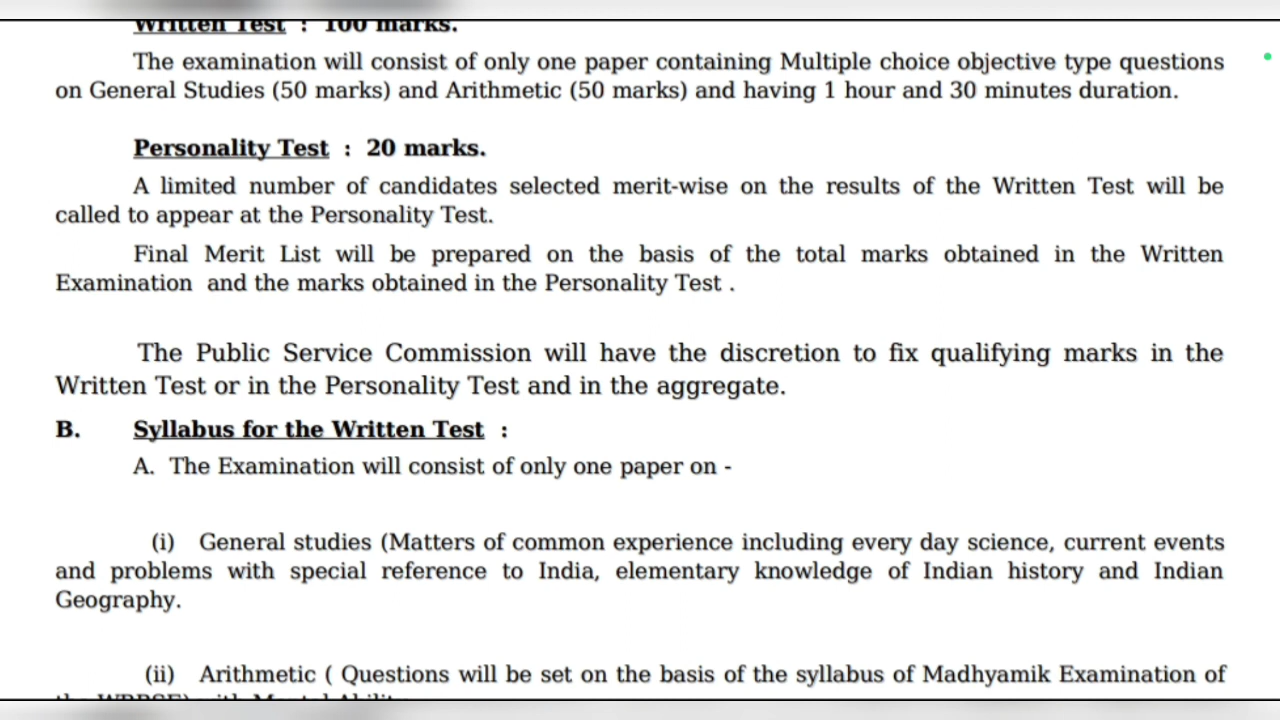 Written Test : 100 marks.
The examination will consist of only one paper containing Multiple choice objective type questions
on General Studies (50 marks) and Arithmetic (50 marks) and having 1 hour and 30 minutes duration.
Personality Test : 20 marks.
A limited number of candidates selected merit-wise on the results of the Written Test will be
called to appear at the Personality Test.
Final Merit List will be prepared on the basis of the total marks obtained in the Written
Examination and the marks obtained in the Personality Test .
The Public Service Commission will have the discretion to fix qualifying marks in the
Written Test or in the Personality Test and in the aggregate.
B. Syllabus for the Written Test :
A. The Examination will consist of only one paper on -
(i) General studies (Matters of common experience including every day science, current events
and problems with special reference to India, elementary knowledge of Indian history and Indian
Geography.
(ii) Arithmetic ( Questions will be set on the basis of the syllabus of Madhyamik Examination of